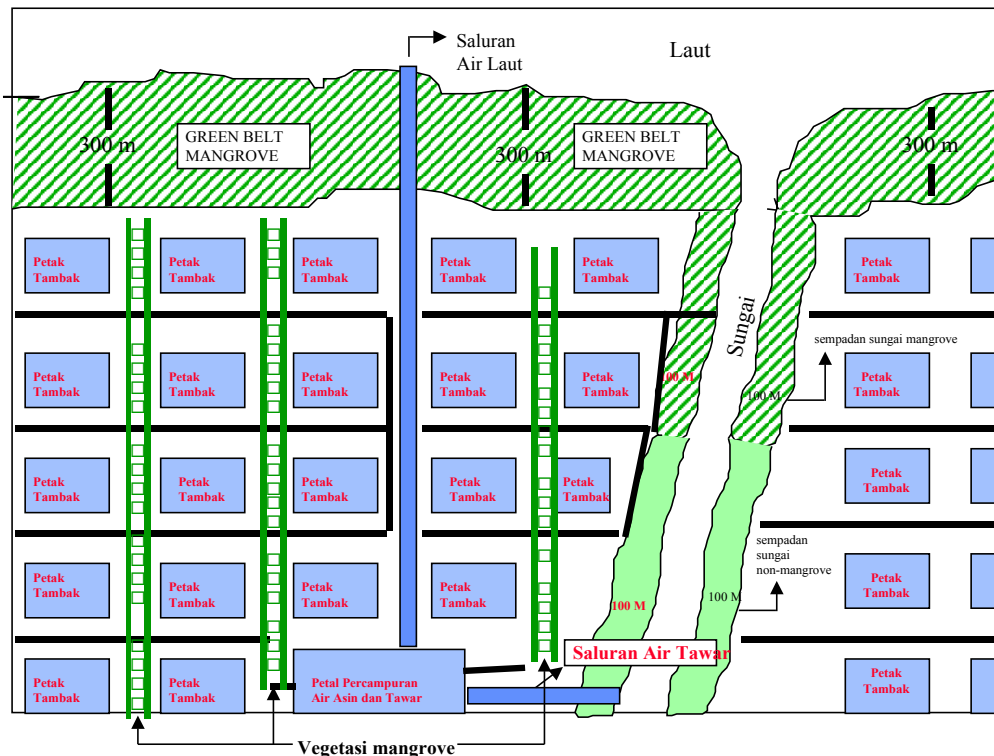 Saluran
Air Laut
Laut
300 m
GREEN BELT
MANGROVE
300 m
GREEN BELT
MANGROVE
300 m
Petak
Tambak
Petak
Tambak
Petak
Tambak
Petak
Tambak
Petak
Tambak
Petak
Tambak
Sungai
sempadan sungai mangrove
Petak
Tambak
Petak
Tambak
Petak
Tambak
Petak
Tambak
Petak
Tambak
100 M
100 M
Petak
Tambak
Petak
Tambak
Petak
Tambak
Petak
Tambak
Petak
Tambak
Petak
Tambak
Petak
Tambak
sempadan
sungai
non-mangrove
Petak
Tambak
Petak
Tambak
Petak
Tambak
Petak
Tambak
100 M
100 M
Petak
Tambak
Saluran Air Tawar
Petak
Tambak
Petak
Tambak
Petal Percampuran
Air Asin dan Tawar
Petak
Tambak
Vegetasi mangrove